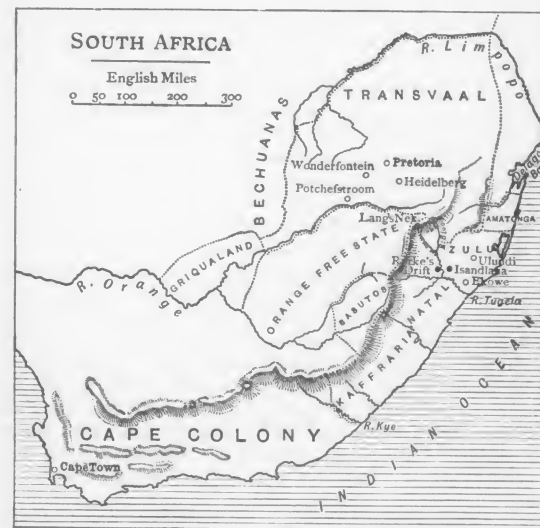 SOUTH AFRICA
English Miles
0 50 100 200 300
R. Limpopo
TRANSVAAL
BECHUANAS
Wonderfontein
Pretoria
Potchefstroom
Heidelberg
Lang's Nek
AMATONGA
GRIQUALAND
ORANGE FREE STATE
ZULU
Ulundi
Rorke's
Drift
Isandlana
Ekowe
R. Orange
BASUTOS
NATAL
R. Tugela
KAFFRARIA
R. Kye
CAPE COLONY
Cape Town
INDIAN OCEAN